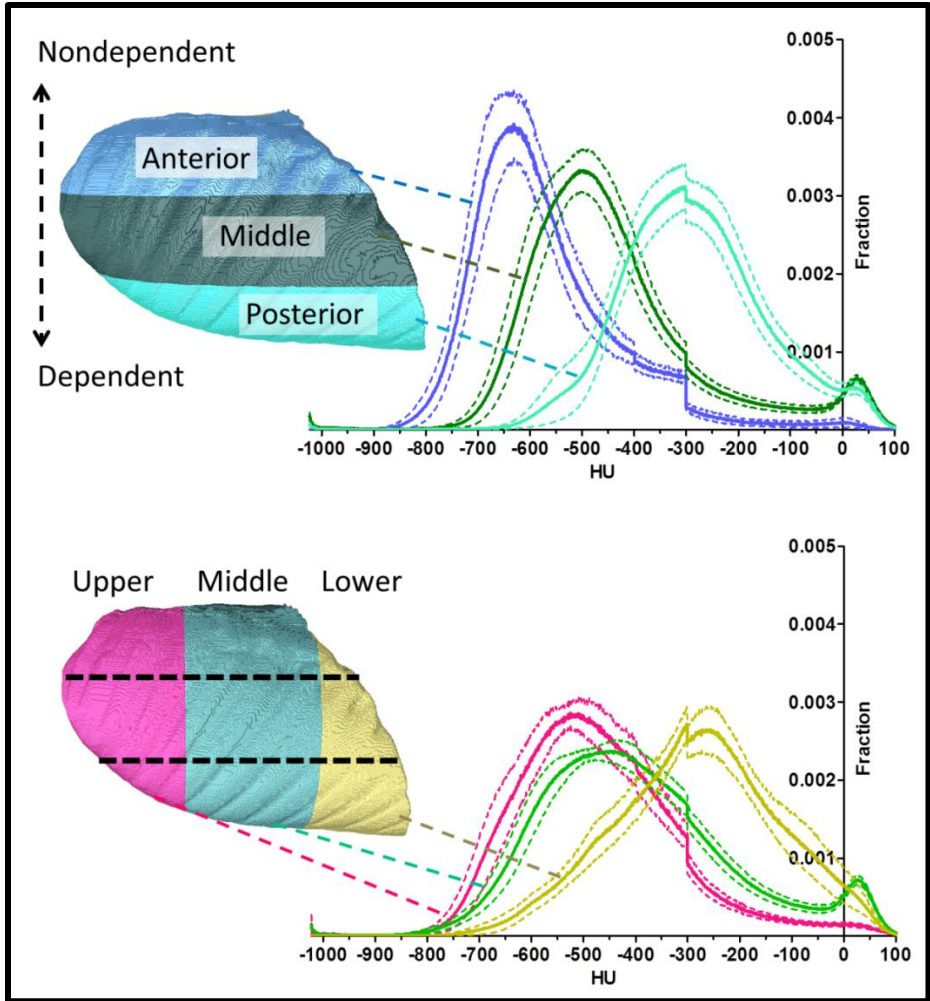 Nondependent
Anterior
Middle
Posterior
Dependent
0.005
0.004
0.003
0.002
0.001
Fraction
-1000 -900 -800 -700 -600 -500 -400 -300 -200 -100 0 100
HU
Upper Middle Lower
0.005
0.004
0.003
0.002
0.001
Fraction
-1000 -900 -800 -700 -600 -500 -400 -300 -200 -100 0 100
HU